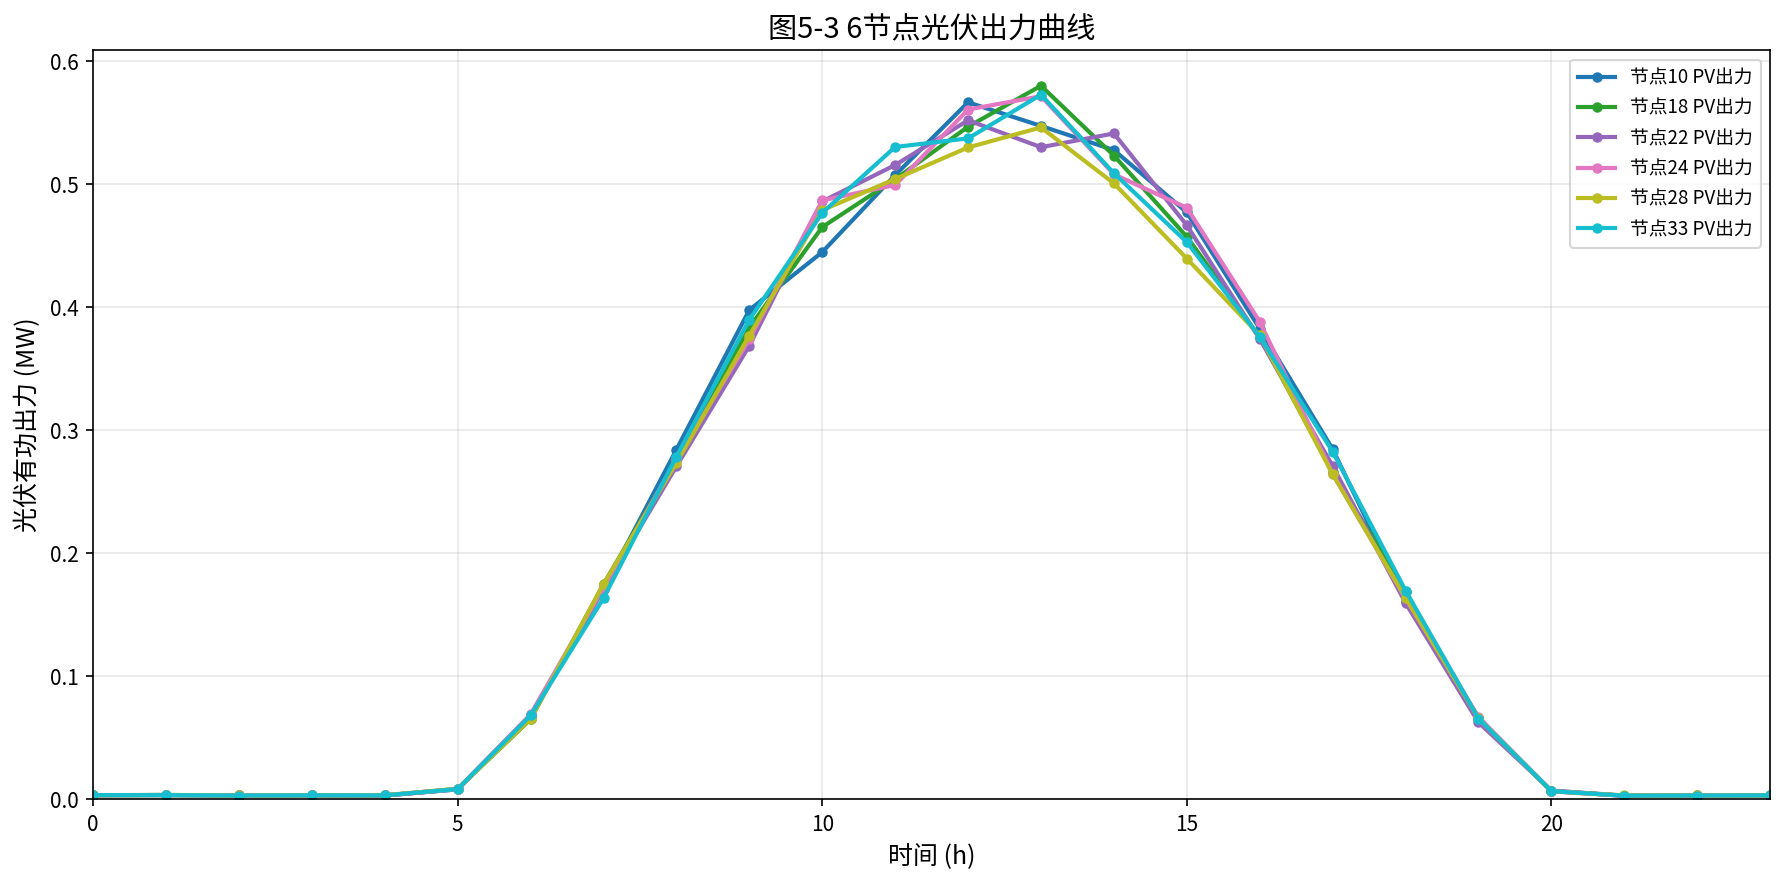 图5-3 6节点光伏出力曲线
光伏有功出力 (MW)
0.6
0.5
0.4
0.3
0.2
0.1
0.0
节点10 PV出力
节点18 PV出力
节点22 PV出力
节点24 PV出力
节点28 PV出力
节点33 PV出力
0 5 10 15 20
时间 (h)